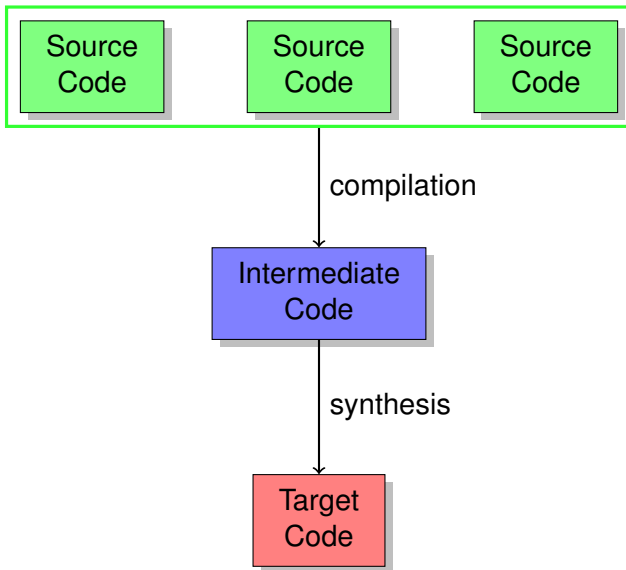 Source Source Source
Code Code Code
compilation
Intermediate
Code
synthesis
Target
Code